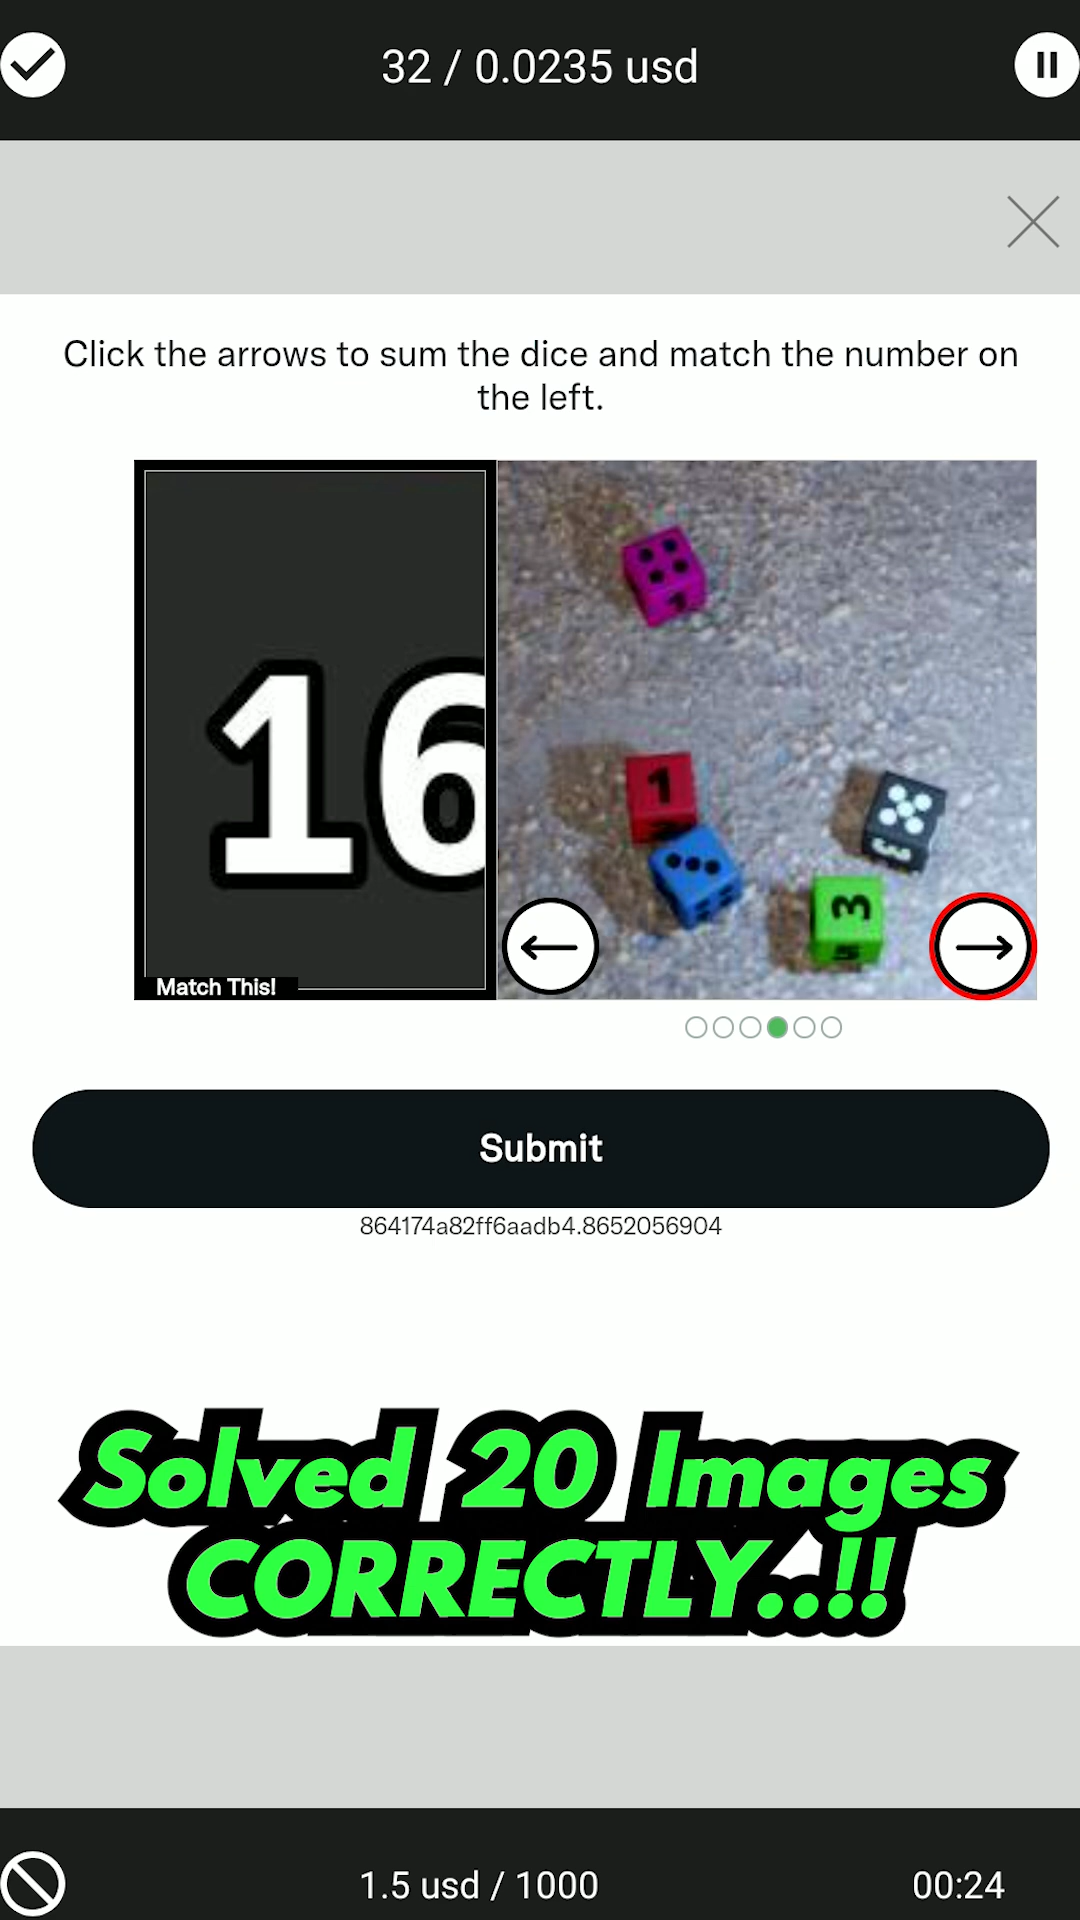 32 / 0.0235 usd
Click the arrows to sum the dice and match the number on
the left.
16
1
3
3
Match This!
Submit
864174a82ff6aadb4.8652056904
Solved 20 Images
CORRECTLY..!!
1.5 usd / 1000
00:24